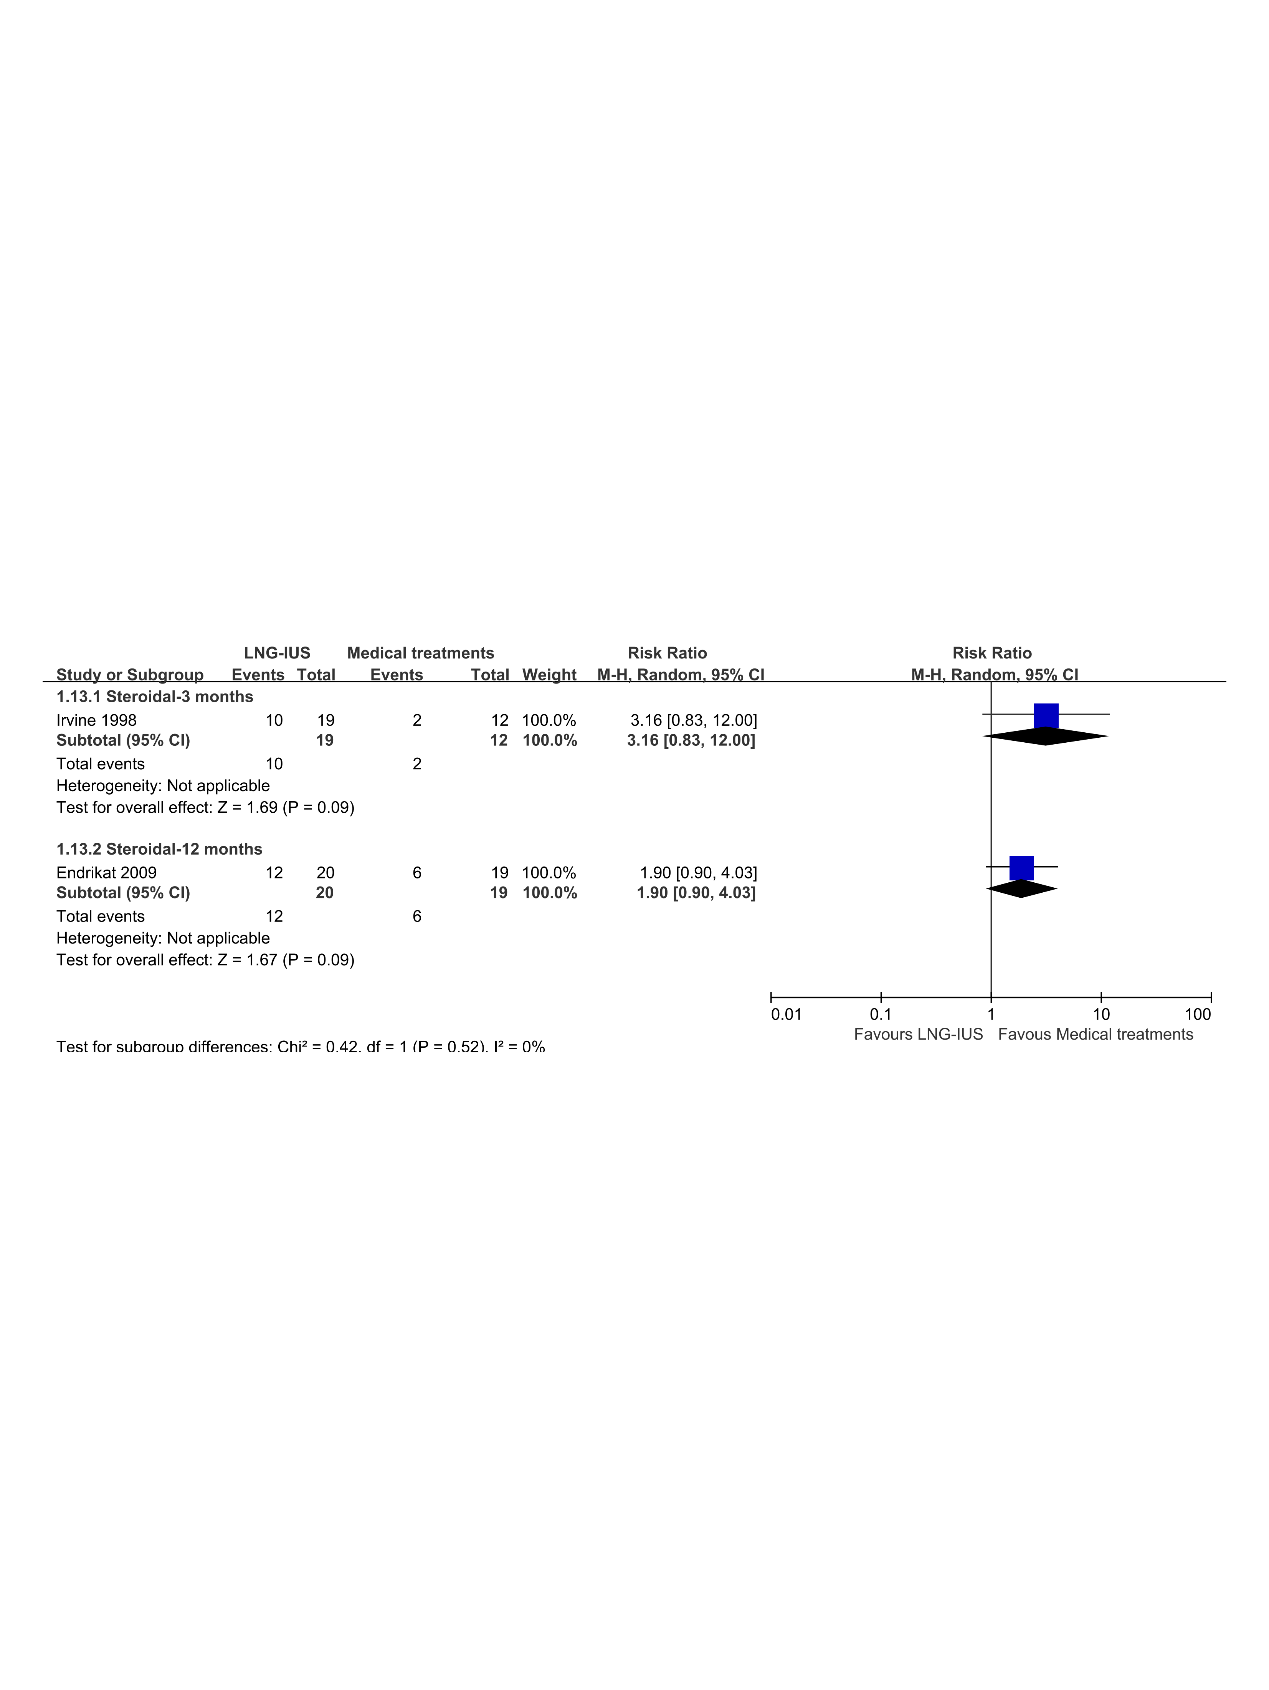 LNG-IUS Medical treatments Risk Ratio Risk Ratio
Study or Subgroup Events Total Events Total Weight M-H, Random, 95% CI M-H, Random, 95% CI
1.13.1 Steroidal-3 months
Irvine 1998 10 19 2 12 100.0% 3.16 [0.83, 12.00]
Subtotal (95% CI) 19 12 100.0% 3.16 [0.83, 12.00]
Total events 10 2
Heterogeneity: Not applicable
Test for overall effect: Z = 1.69 (P = 0.09)
1.13.2 Steroidal-12 months
Endrikat 2009 12 20 6 19 100.0% 1.90 [0.90, 4.03]
Subtotal (95% CI) 20 19 100.0% 1.90 [0.90, 4.03]
Total events 12 6
Heterogeneity: Not applicable
Test for overall effect: Z = 1.67 (P = 0.09)
0.01 0.1 1 10 100
Favours LNG-IUS Favous Medical treatments
Test for subgroup differences: Chi² = 0.42, df = 1 (P = 0.52), I² = 0%